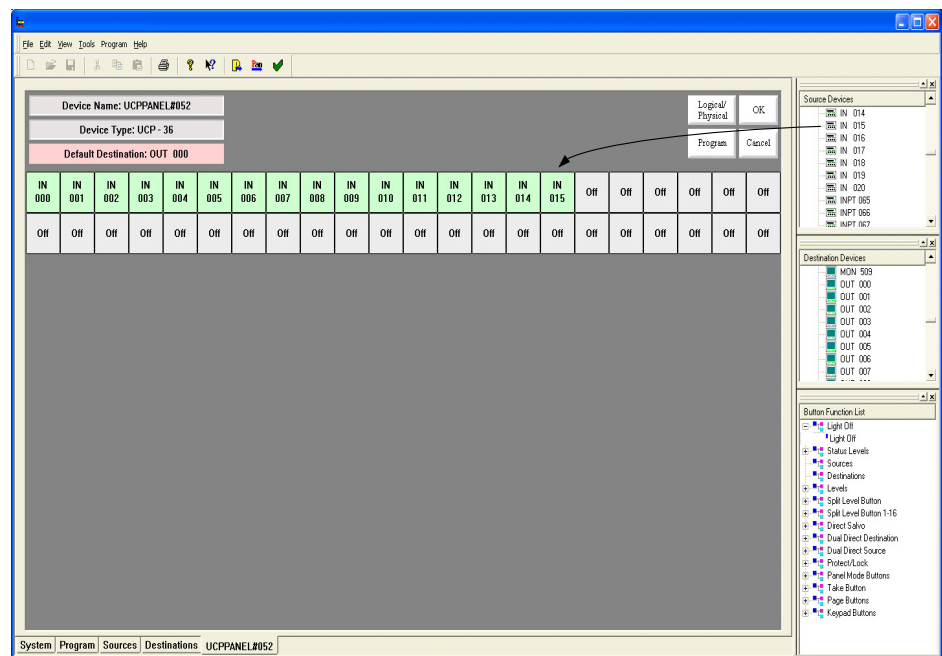 File Edit View Tools Program Help
Pan
Device Name: UCPPANEL#052
Device Type: UCP - 36
Default Destination: OUT 000
Logical/
Physical
OK
Program
Cancel
IN 000 IN 001 IN 002 IN 003 IN 004 IN 005 IN 006 IN 007 IN 008 IN 009 IN 010 IN 011 IN 012 IN 013 IN 014 IN 015 Off Off Off Off Off Off
Off Off Off Off Off Off Off Off Off Off Off Off Off Off Off Off Off Off Off Off Off Off
Source Devices
IN 014
IN 015
IN 016
IN 017
IN 018
IN 019
IN 020
INPT 065
INPT 066
INPT 067
Destination Devices
MON 509
OUT 000
OUT 001
OUT 002
OUT 003
OUT 004
OUT 005
OUT 006
OUT 007
Button Function List
Light Off
Light Off
Status Levels
Sources
Destinations
Levels
Split Level Button
Split Level Button 1-16
Direct Salvo
Dual Direct Destination
Dual Direct Source
Protect/Lock
Panel Mode Buttons
Take Button
Page Buttons
Keypad Buttons
System Program Sources Destinations UCPPANEL#052